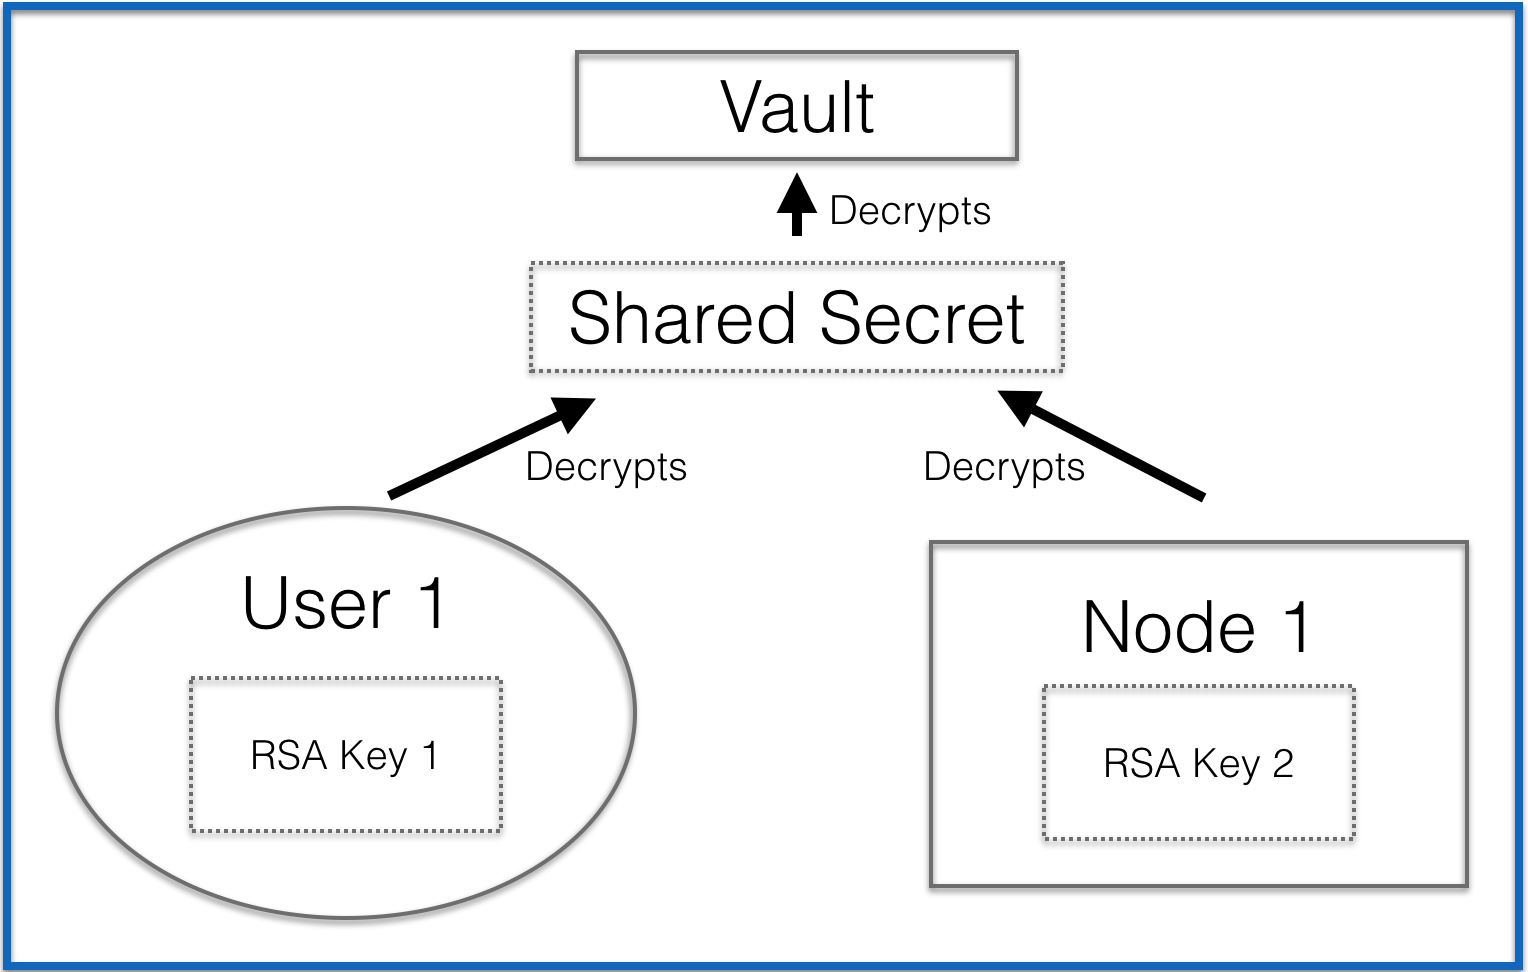 Vault
Decrypts
Shared Secret
Decrypts
Decrypts
User 1
RSA Key 1
Node 1
RSA Key 2